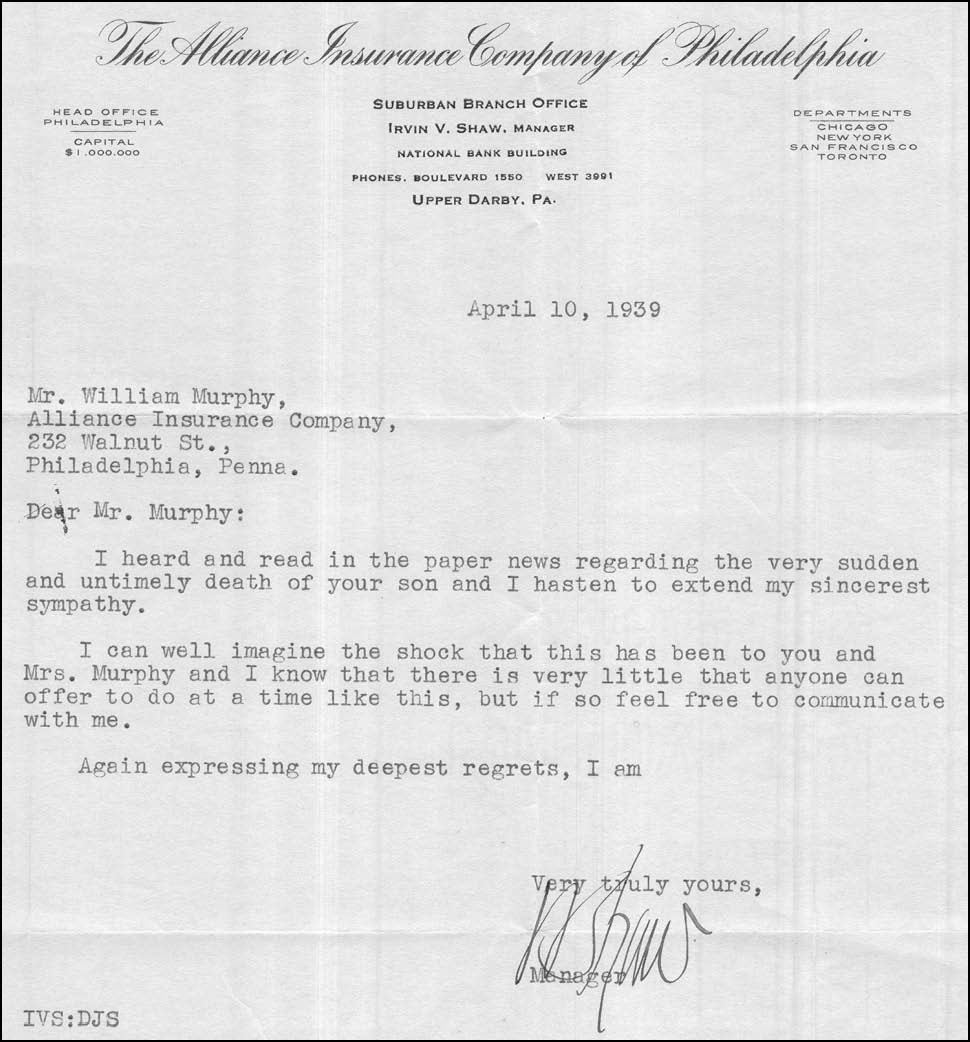 The Alliance Insurance Company of Philadelphia
HEAD OFFICE
PHILADELPHIA
CAPITAL
$1,000,000
SUBURBAN BRANCH OFFICE
IRVIN V. SHAW, MANAGER
NATIONAL BANK BUILDING
PHONES, BOULEVARD 1550 WEST 3991
UPPER DARBY, PA.
DEPARTMENTS
CHICAGO
NEW YORK
SAN FRANCISCO
TORONTO
April 10, 1939
Mr. William Murphy,
Alliance Insurance Company,
232 Walnut St.,
Philadelphia, Penna.
Dear Mr. Murphy:
I heard and read in the paper news regarding the very sudden
and untimely death of your son and I hasten to extend my sincerest
sympathy.
I can well imagine the shock that this has been to you and
Mrs. Murphy and I know that there is very little that anyone can
offer to do at a time like this, but if so feel free to communicate
with me.
Again expressing my deepest regrets, I am
Very truly yours,
IVShaw
Manager
IVS:DJS